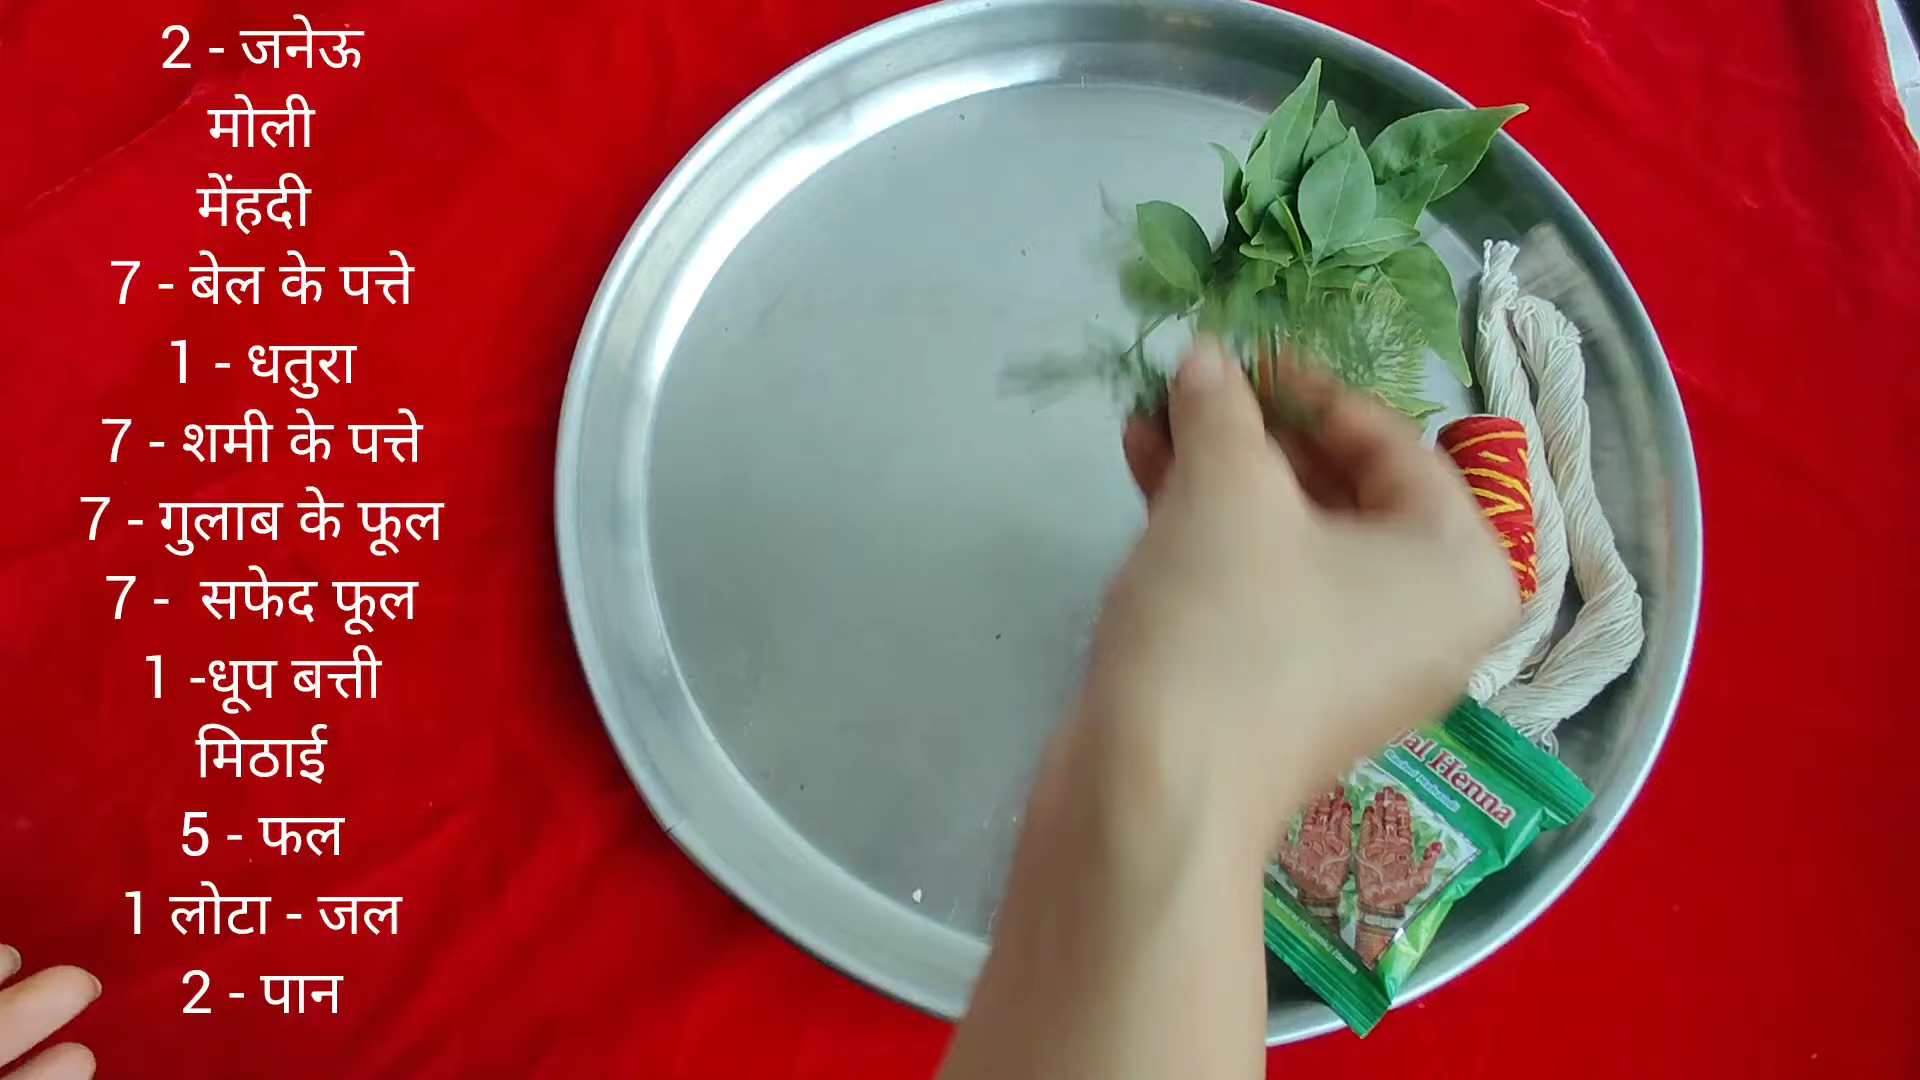 2 - जनेऊ
मोली
मेंहदी
7 - बेल के पत्ते
1 - धतुरा
7 - शमी के पत्ते
7 - गुलाब के फूल
7 - सफेद फूल
1 -धूप बत्ती
मिठाई
5 - फल
1 लोटा - जल
2 - पान
Henna